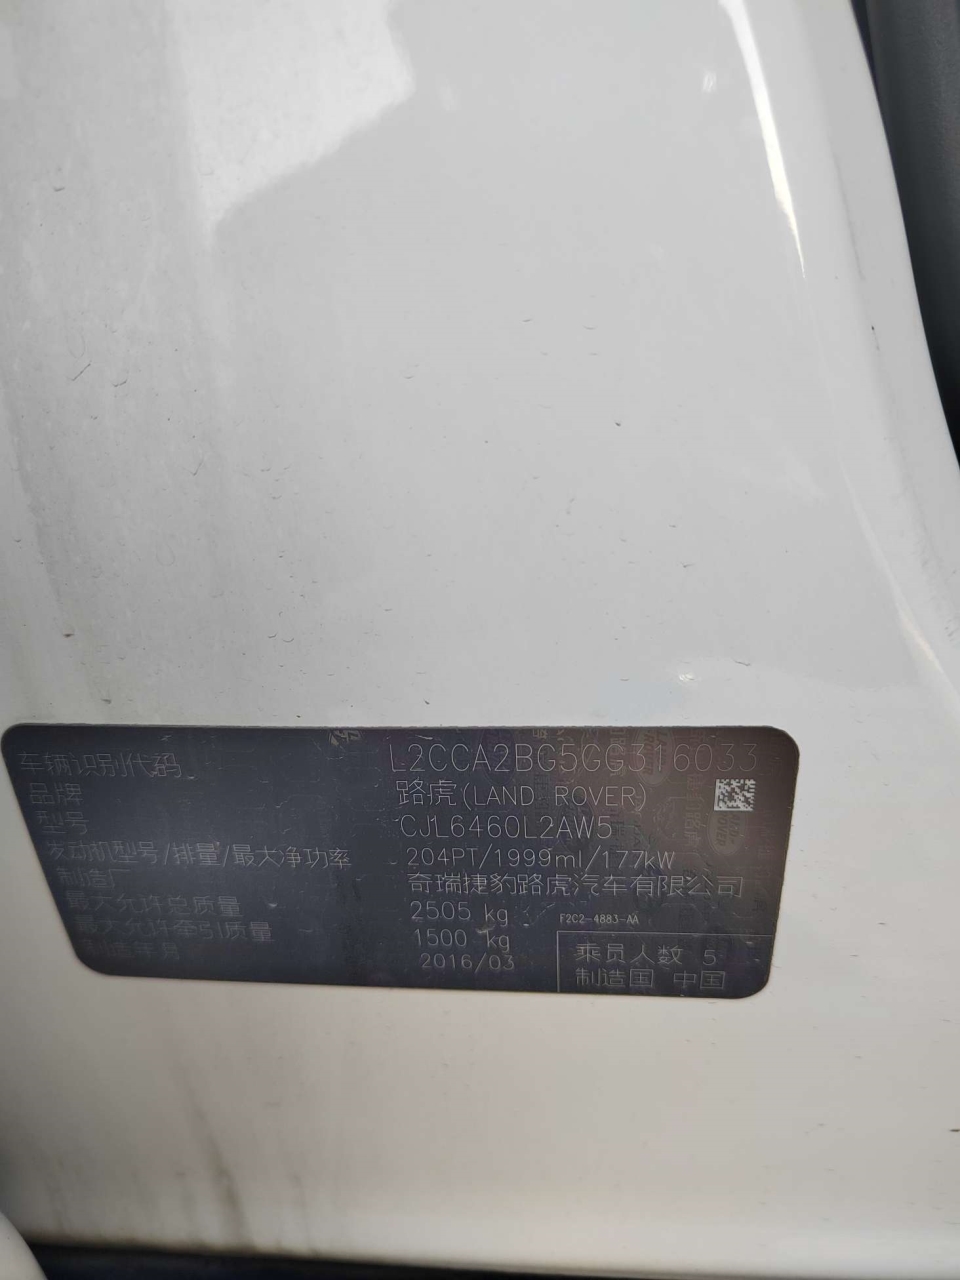 车辆识别代码 L2CCA2BG5GG316033
品牌 路虎(LAND ROVER)
型号 CJL6460L2AW5
发动机型号/排量/最大净功率 204PT/1999ml/177kW
制造厂 奇瑞捷豹路虎汽车有限公司
最大允许总质量 2505 kg
F2C2-4883-AA
最大允许牵引质量 1500 kg
制造年月 2016/03
乘员人数 5
制造国 中国